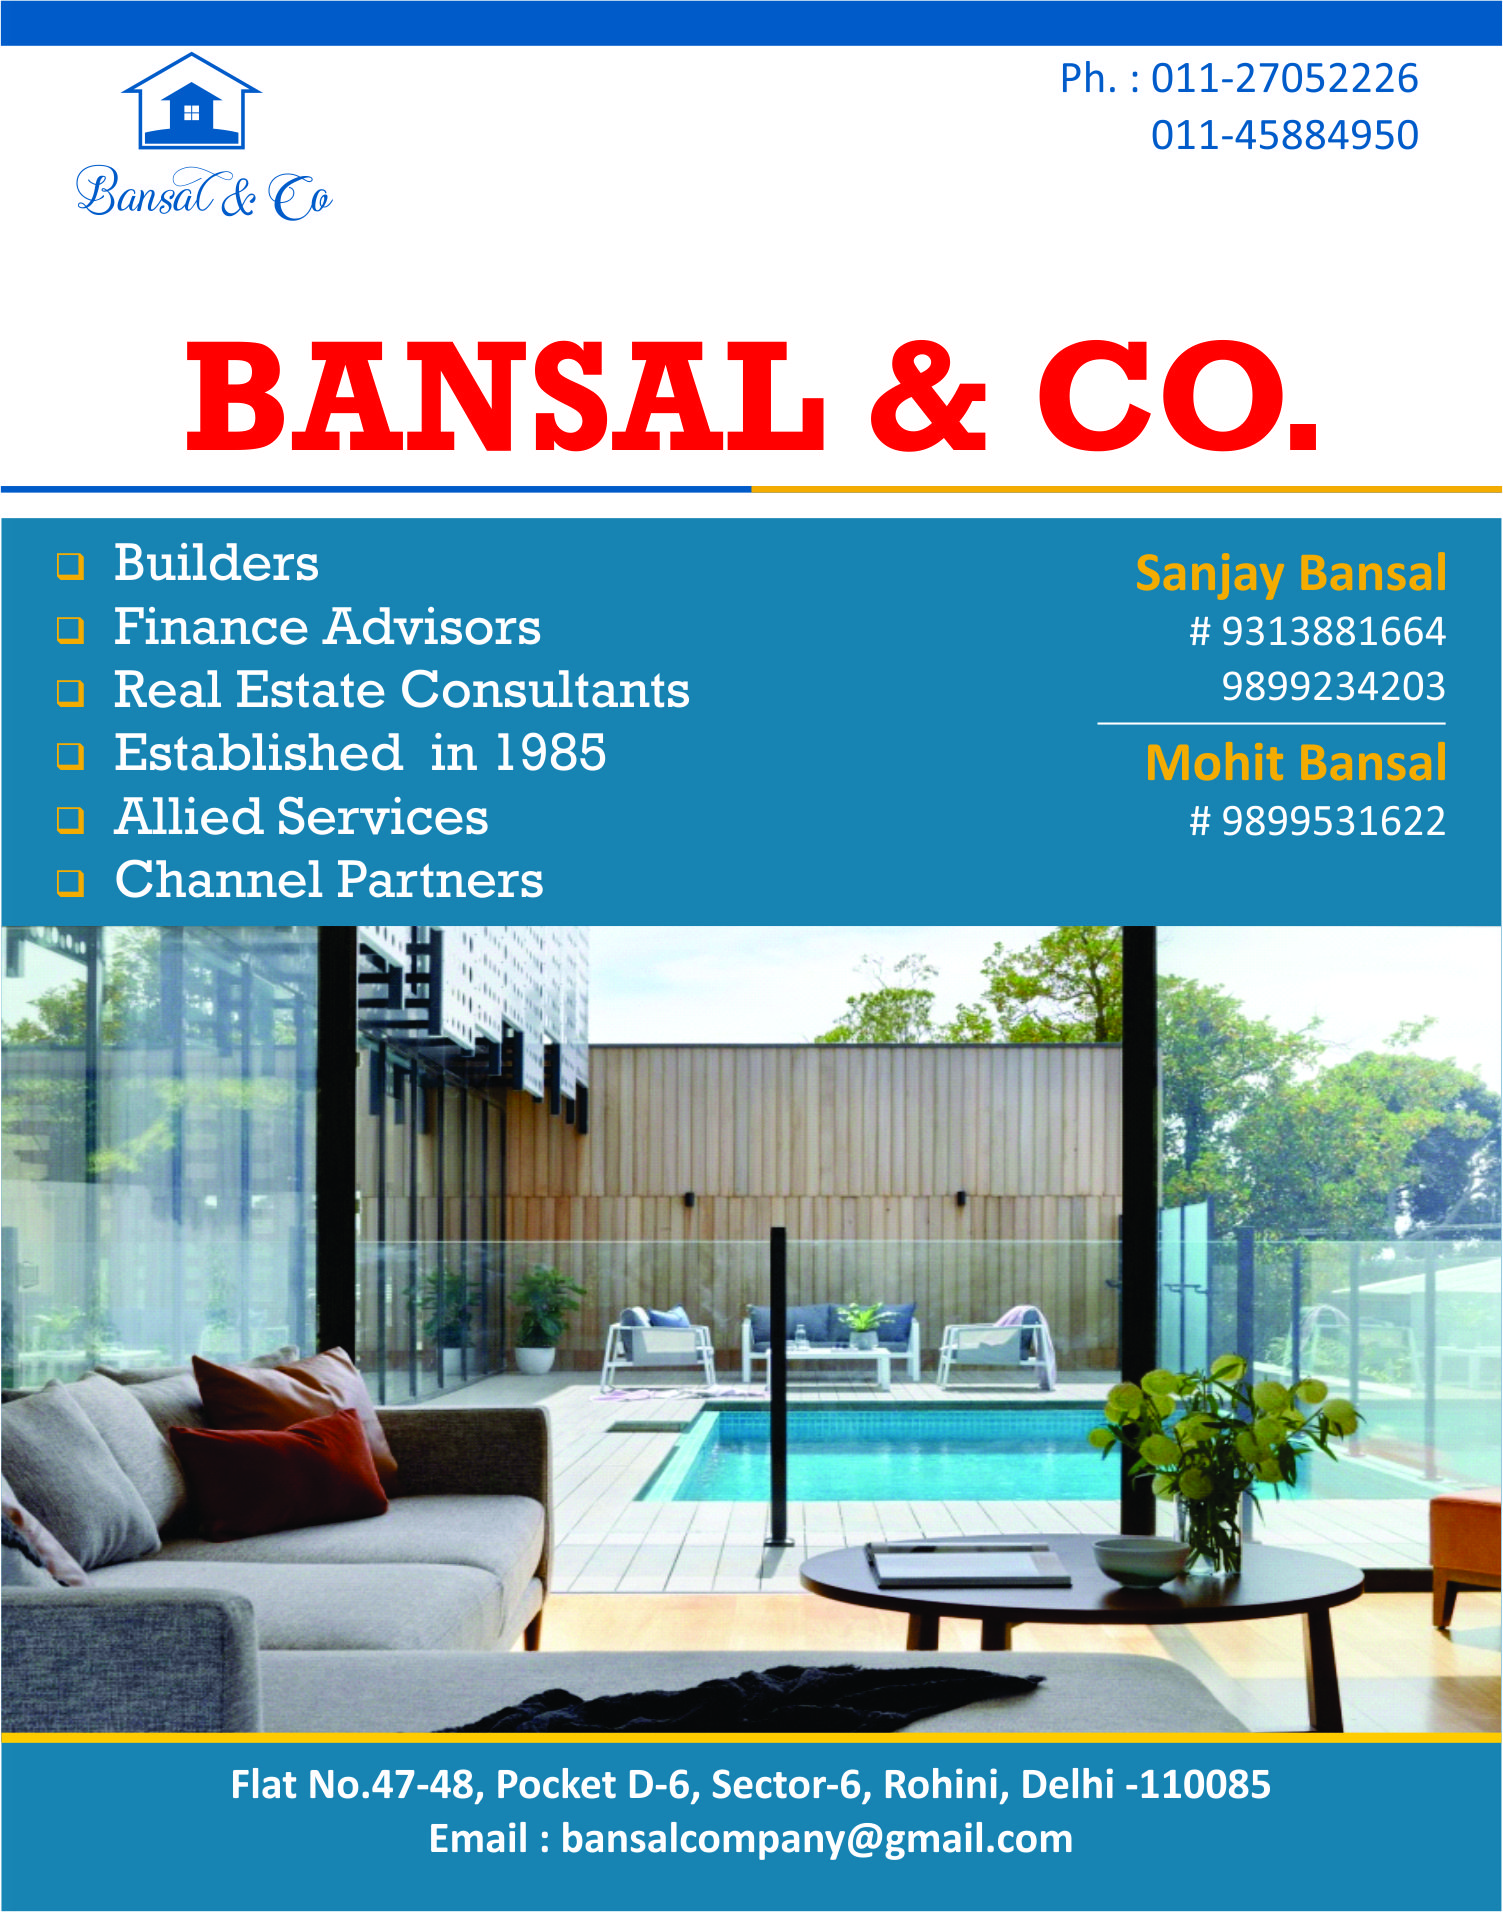 Bansal & Co
Ph. : 011-27052226
011-45884950
BANSAL & CO.
Builders
Finance Advisors
Real Estate Consultants
Established in 1985
Allied Services
Channel Partners
Sanjay Bansal
# 9313881664
9899234203
Mohit Bansal
# 9899531622
Flat No.47-48, Pocket D-6, Sector-6, Rohini, Delhi -110085
Email : bansalcompany@gmail.com